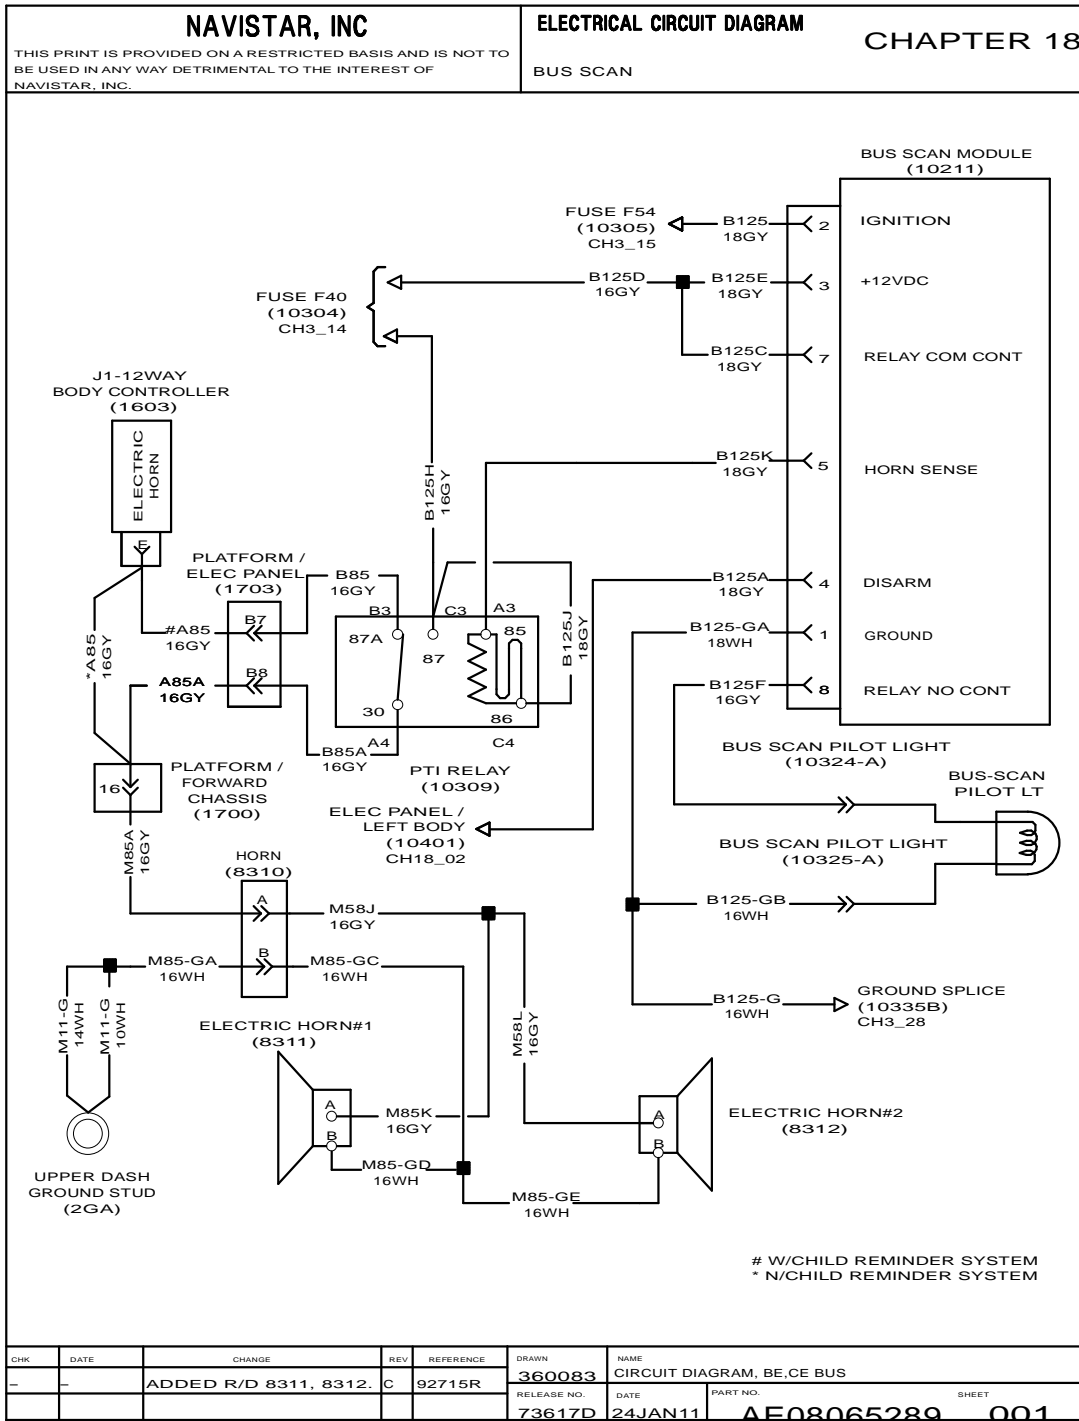 NAVISTAR, INC
THIS PRINT IS PROVIDED ON A RESTRICTED BASIS AND IS NOT TO
BE USED IN ANY WAY DETRIMENTAL TO THE INTEREST OF
NAVISTAR, INC.
ELECTRICAL CIRCUIT DIAGRAM
BUS SCAN
CHAPTER 18
BUS SCAN MODULE
(10211)
FUSE F54
(10305)
CH3_15
B125
18GY
2
IGNITION
B125D
16GY
B125E
18GY
3
+12VDC
FUSE F40
(10304)
CH3_14
B125C
18GY
7
RELAY COM CONT
J1-12WAY
BODY CONTROLLER
(1603)
ELECTRIC
HORN
E
B125H
16GY
B125K
18GY
5
HORN SENSE
PLATFORM /
ELEC PANEL
(1703)
B85
16GY
B125A
18GY
4
DISARM
*A85
16GY
#A85
16GY
B7
B3
C3
A3
87A
87
85
B125J
18GY
B125-GA
18WH
1
GROUND
A85A
16GY
B8
30
86
B125F
16GY
8
RELAY NO CONT
B85A
16GY
A4
C4
PTI RELAY
(10309)
16
PLATFORM /
FORWARD
CHASSIS
(1700)
BUS SCAN PILOT LIGHT
(10324-A)
BUS-SCAN
PILOT LT
ELEC PANEL /
LEFT BODY
(10401)
CH18_02
BUS SCAN PILOT LIGHT
(10325-A)
M85A
16GY
HORN
(8310)
A
M58J
16GY
B125-GB
16WH
M85-GA
16WH
B
M85-GC
16WH
M11-G
14WH
M11-G
10WH
B125-G
16WH
GROUND SPLICE
(10335B)
CH3_28
ELECTRIC HORN#1
(8311)
M58L
16GY
A
B
M85K
16GY
M85-GD
16WH
A
B
ELECTRIC HORN#2
(8312)
M85-GE
16WH
UPPER DASH
GROUND STUD
(2GA)
# W/CHILD REMINDER SYSTEM
* N/CHILD REMINDER SYSTEM
CHK DATE CHANGE REV REFERENCE
– – ADDED R/D 8311, 8312. C 92715R
DRAWN
360083
NAME
CIRCUIT DIAGRAM, BE,CE BUS
RELEASE NO.
73617D
DATE
24JAN11
PART NO.
AE08065289
SHEET
001